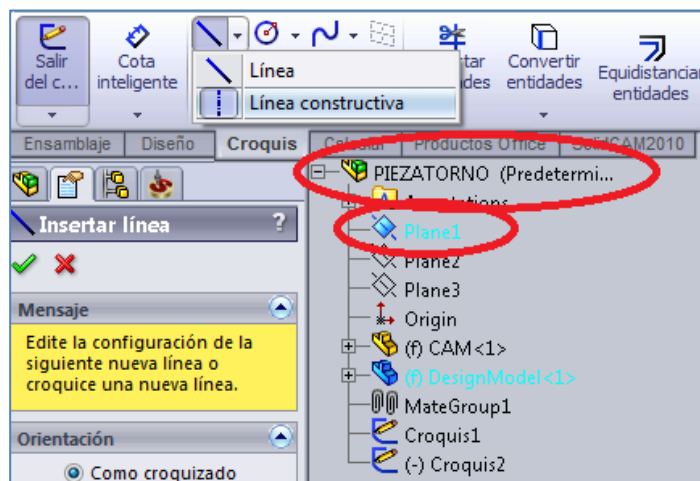 Salir
del c...
Cota
inteligente
Línea
Línea constructiva
Convertir
entidades
Equidistanciar
entidades
Ensamblaje
Diseño
Croquis
Productos Office
SolidCAM2010
PIEZATORNO (Predetermi...
Annotations
Plane1
Plane2
Plane3
Origin
(f) CAM<1>
(f) DesignModel<1>
MateGroup1
Croquis1
(-) Croquis2
Insertar línea
?
Mensaje
Edite la configuración de la
siguiente nueva línea o
croquice una nueva línea.
Orientación
Como croquizado